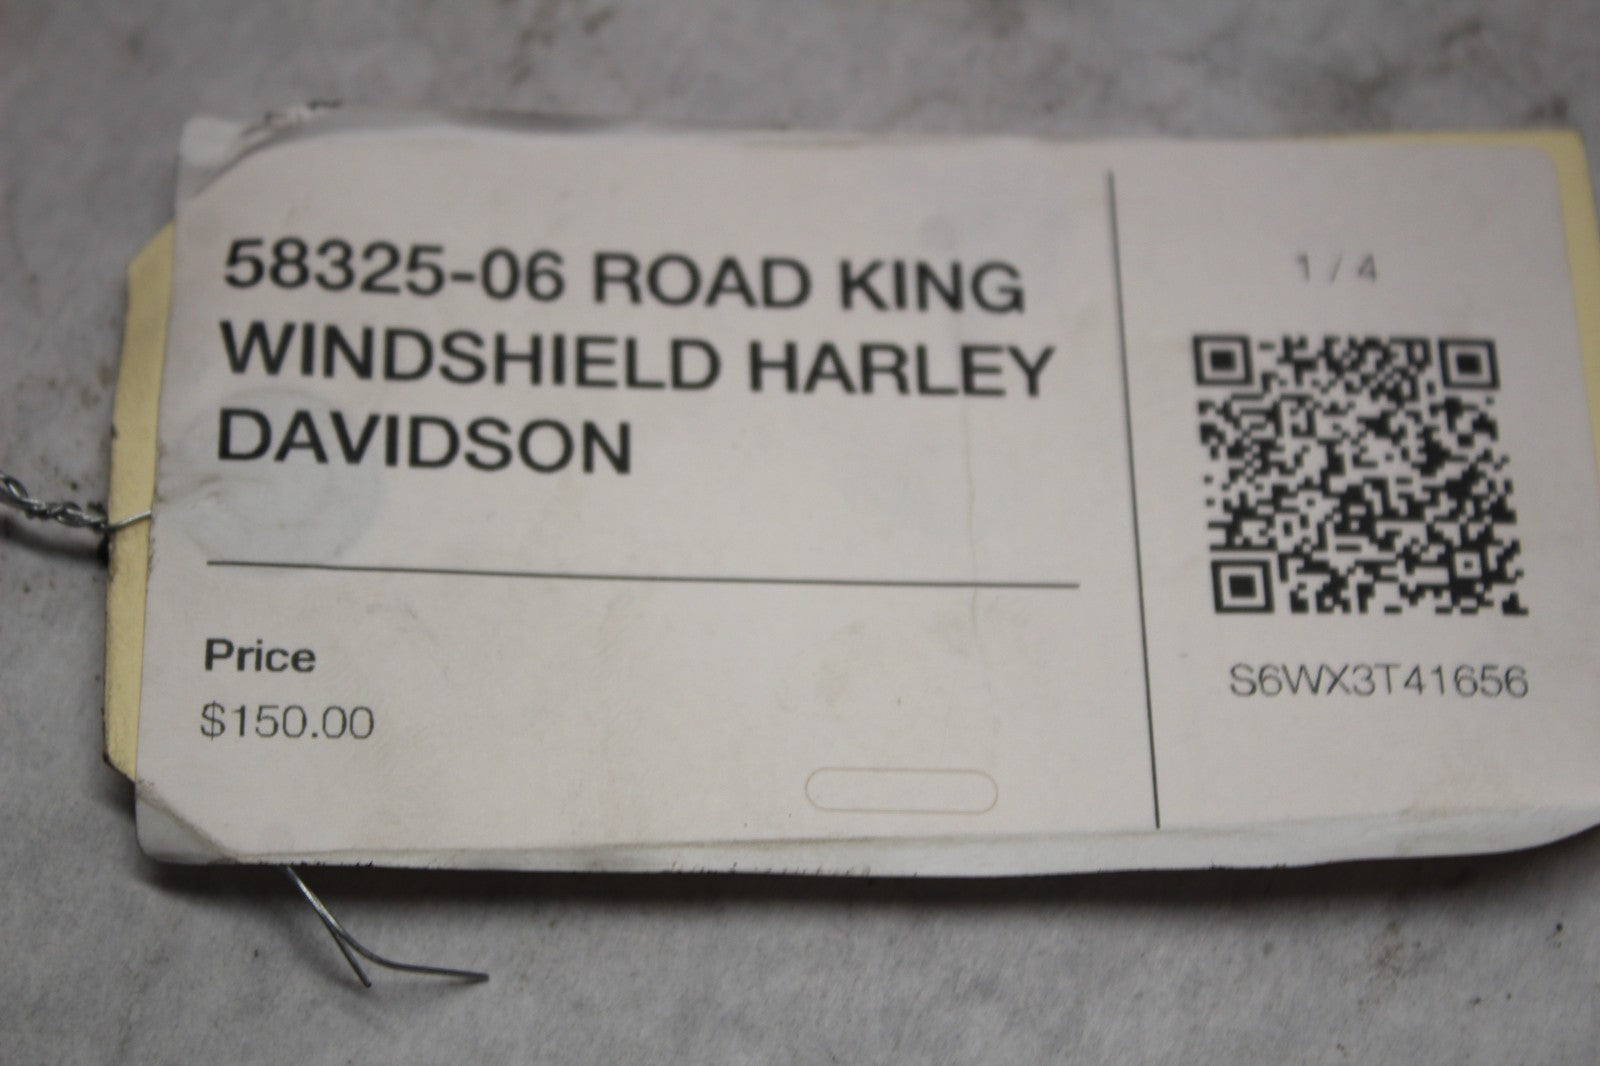 58325-06 ROAD KING
WINDSHIELD HARLEY
DAVIDSON
Price
$150.00
1 / 4
S6WX3T41656